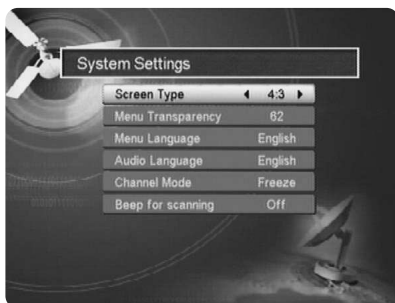 System Settings
Screen Type 4:3
Menu Transparency 62
Menu Language English
Audio Language English
Channel Mode Freeze
Beep for scanning Off